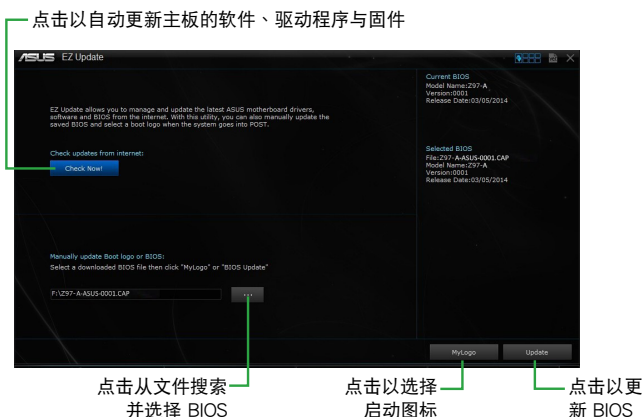 点击以自动更新主板的软件、驱动程序与固件
ASUS EZ Update
Current BIOS
Model Name:Z97-A
Version:0001
Release Date:03/05/2014
EZ Update allows you to manage and update the latest ASUS motherboard drivers,
software and BIOS from the internet. With this utility, you can also manually update the
saved BIOS and select a boot logo when the system goes into POST.
Check updates from internet:
Check Now!
Selected BIOS
File:Z97-A-ASUS-0001.CAP
Model Name:Z97-A
Version:0001
Release Date:03/05/2014
Manually update Boot logo or BIOS:
Select a downloaded BIOS file then click "MyLogo" or "BIOS Update"
F:\Z97-A-ASUS-0001.CAP
...
MyLogo
Update
点击从文件搜索
并选择 BIOS
点击以选择
启动图标
点击以更
新 BIOS